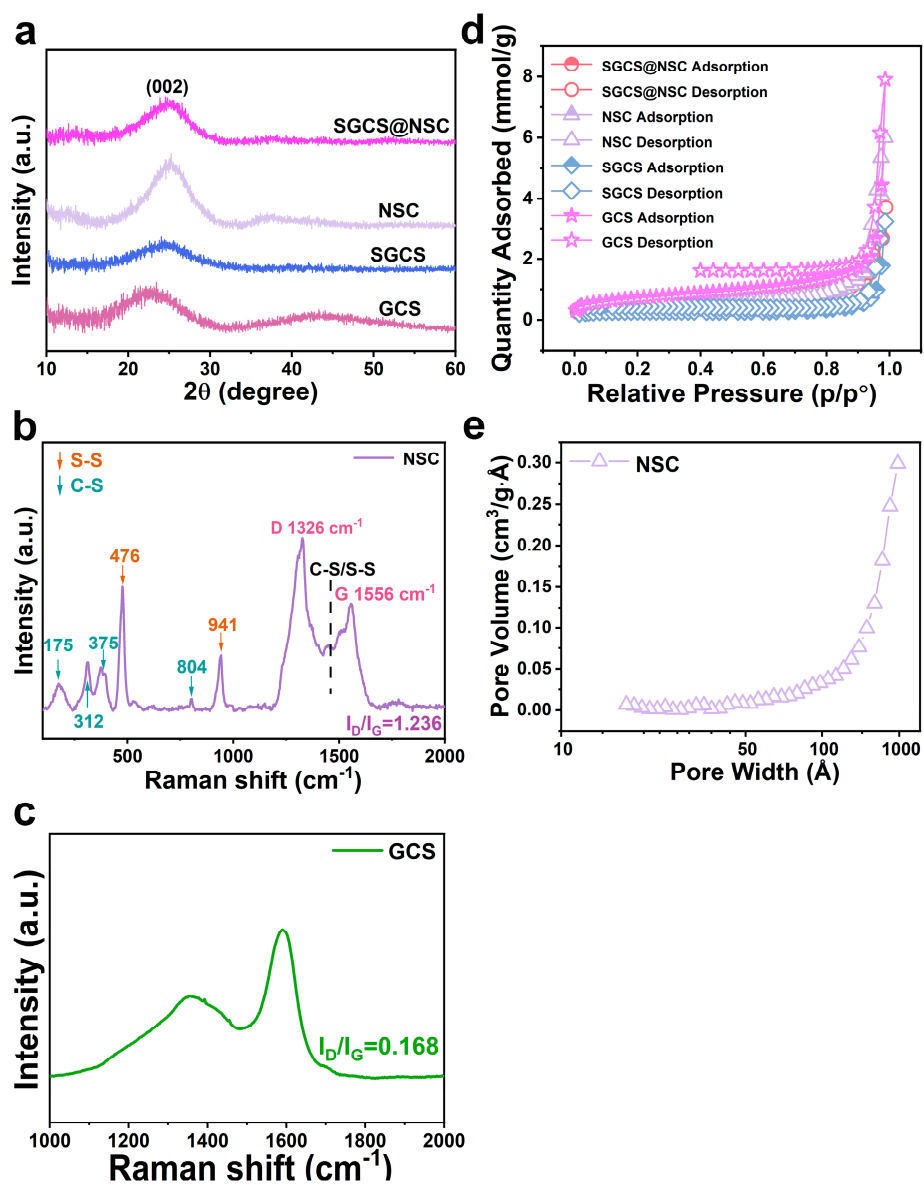 a
(002)
SGCS@NSC
NSC
SGCS
GCS
Intensity (a.u.)
10 20 30 40 50 60
2θ (degree)
b
S-S
C-S
NSC
D 1326 cm-1
C-S/S-S
G 1556 cm-1
476
941
175
375
804
312
ID/IG=1.236
Intensity (a.u.)
500 1000 1500 2000
Raman shift (cm-1)
c
GCS
ID/IG=0.168
Intensity (a.u.)
1000 1200 1400 1600 1800 2000
Raman shift (cm-1)
d
SGCS@NSC Adsorption
SGCS@NSC Desorption
NSC Adsorption
NSC Desorption
SGCS Adsorption
SGCS Desorption
GCS Adsorption
GCS Desorption
Quantity Adsorbed (mmol/g)
8
6
4
2
0
0.0 0.2 0.4 0.6 0.8 1.0
Relative Pressure (p/p°)
e
NSC
Pore Volume (cm3/g·Å)
0.30
0.25
0.20
0.15
0.10
0.05
0.00
10 50 100 1000
Pore Width (Å)